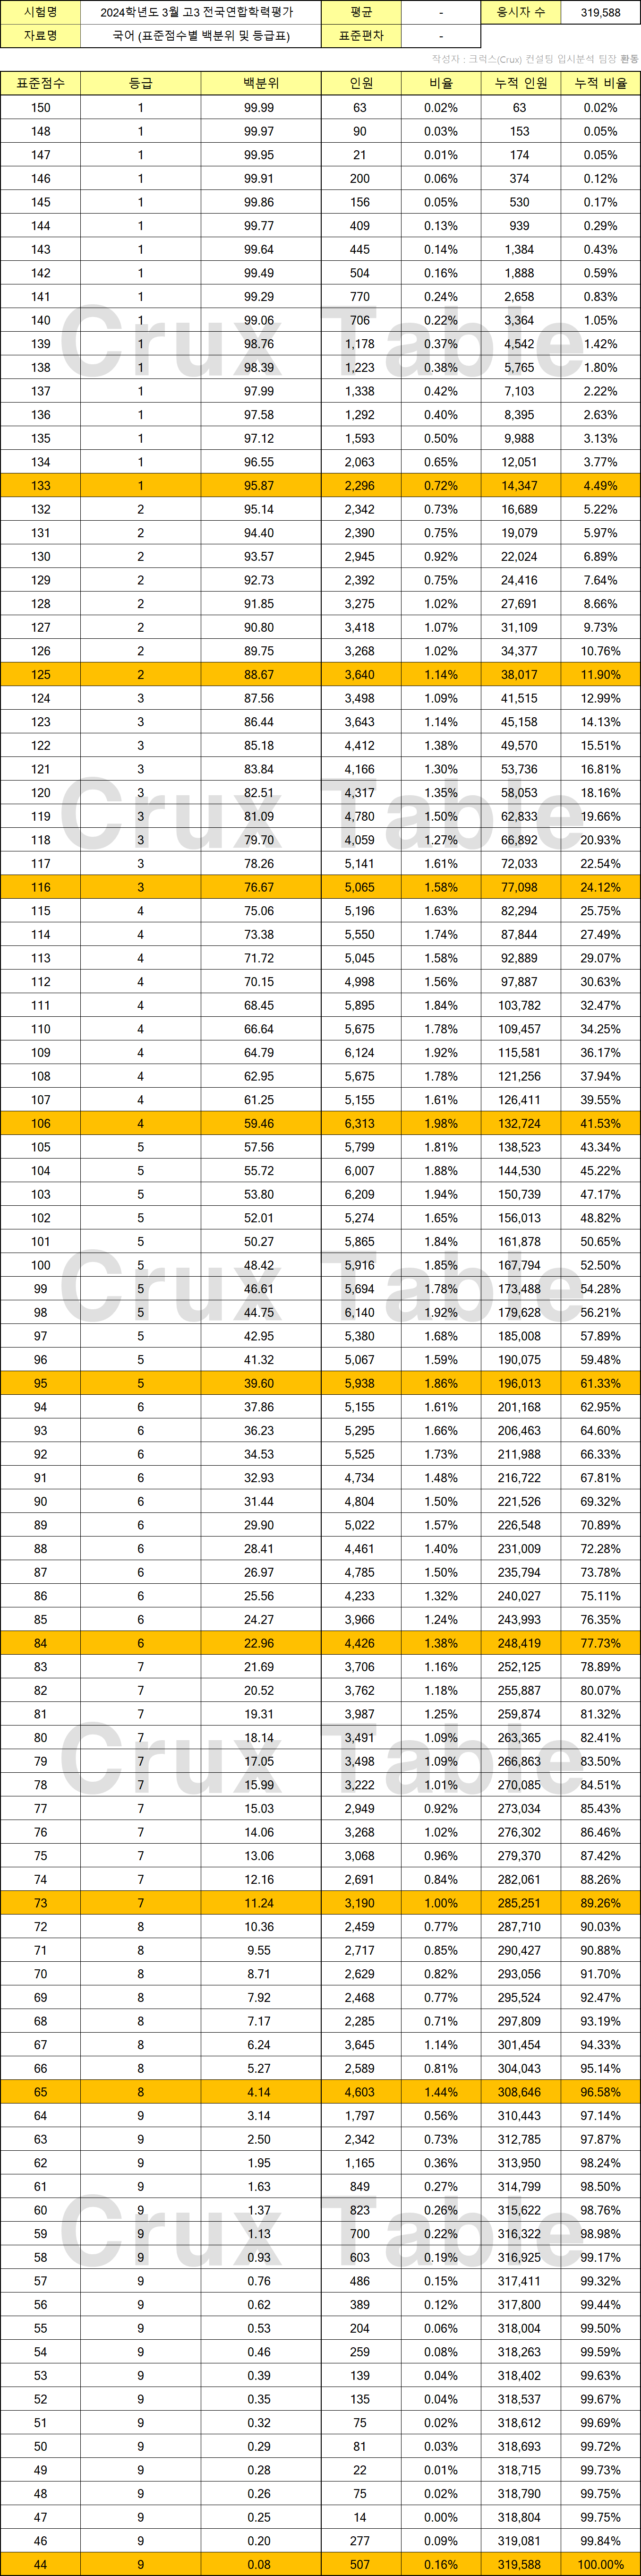 시험명 2024학년도 3월 고3 전국연합학력평가 평균 - 응시자 수 319,588
자료명 국어 (표준점수별 백분위 및 등급표) 표준편차 -
작성자 : 크럭스(Crux) 컨설팅 입시분석 팀장 환동
표준점수 등급 백분위 인원 비율 누적 인원 누적 비율
150 1 99.99 63 0.02% 63 0.02%
148 1 99.97 90 0.03% 153 0.05%
147 1 99.95 21 0.01% 174 0.05%
146 1 99.91 200 0.06% 374 0.12%
145 1 99.86 156 0.05% 530 0.17%
144 1 99.77 409 0.13% 939 0.29%
143 1 99.64 445 0.14% 1,384 0.43%
142 1 99.49 504 0.16% 1,888 0.59%
141 1 99.29 770 0.24% 2,658 0.83%
140 1 99.06 706 0.22% 3,364 1.05%
139 1 98.76 1,178 0.37% 4,542 1.42%
138 1 98.39 1,223 0.38% 5,765 1.80%
137 1 97.99 1,338 0.42% 7,103 2.22%
136 1 97.58 1,292 0.40% 8,395 2.63%
135 1 97.12 1,593 0.50% 9,988 3.13%
134 1 96.55 2,063 0.65% 12,051 3.77%
133 1 95.87 2,296 0.72% 14,347 4.49%
132 2 95.14 2,342 0.73% 16,689 5.22%
131 2 94.40 2,390 0.75% 19,079 5.97%
130 2 93.57 2,945 0.92% 22,024 6.89%
129 2 92.73 2,392 0.75% 24,416 7.64%
128 2 91.85 3,275 1.02% 27,691 8.66%
127 2 90.80 3,418 1.07% 31,109 9.73%
126 2 89.75 3,268 1.02% 34,377 10.76%
125 2 88.67 3,640 1.14% 38,017 11.90%
124 3 87.56 3,498 1.09% 41,515 12.99%
123 3 86.44 3,643 1.14% 45,158 14.13%
122 3 85.18 4,412 1.38% 49,570 15.51%
121 3 83.84 4,166 1.30% 53,736 16.81%
120 3 82.51 4,317 1.35% 58,053 18.16%
119 3 81.09 4,780 1.50% 62,833 19.66%
118 3 79.70 4,059 1.27% 66,892 20.93%
117 3 78.26 5,141 1.61% 72,033 22.54%
116 3 76.67 5,065 1.58% 77,098 24.12%
115 4 75.06 5,196 1.63% 82,294 25.75%
114 4 73.38 5,550 1.74% 87,844 27.49%
113 4 71.72 5,045 1.58% 92,889 29.07%
112 4 70.15 4,998 1.56% 97,887 30.63%
111 4 68.45 5,895 1.84% 103,782 32.47%
110 4 66.64 5,675 1.78% 109,457 34.25%
109 4 64.79 6,124 1.92% 115,581 36.17%
108 4 62.95 5,675 1.78% 121,256 37.94%
107 4 61.25 5,155 1.61% 126,411 39.55%
106 4 59.46 6,313 1.98% 132,724 41.53%
105 5 57.56 5,799 1.81% 138,523 43.34%
104 5 55.72 6,007 1.88% 144,530 45.22%
103 5 53.80 6,209 1.94% 150,739 47.17%
102 5 52.01 5,274 1.65% 156,013 48.82%
101 5 50.27 5,865 1.84% 161,878 50.65%
100 5 48.42 5,916 1.85% 167,794 52.50%
99 5 46.61 5,694 1.78% 173,488 54.28%
98 5 44.75 6,140 1.92% 179,628 56.21%
97 5 42.95 5,380 1.68% 185,008 57.89%
96 5 41.32 5,067 1.59% 190,075 59.48%
95 5 39.60 5,938 1.86% 196,013 61.33%
94 6 37.86 5,155 1.61% 201,168 62.95%
93 6 36.23 5,295 1.66% 206,463 64.60%
92 6 34.53 5,525 1.73% 211,988 66.33%
91 6 32.93 4,734 1.48% 216,722 67.81%
90 6 31.44 4,804 1.50% 221,526 69.32%
89 6 29.90 5,022 1.57% 226,548 70.89%
88 6 28.41 4,461 1.40% 231,009 72.28%
87 6 26.97 4,785 1.50% 235,794 73.78%
86 6 25.56 4,233 1.32% 240,027 75.11%
85 6 24.27 3,966 1.24% 243,993 76.35%
84 6 22.96 4,426 1.38% 248,419 77.73%
83 7 21.69 3,706 1.16% 252,125 78.89%
82 7 20.52 3,762 1.18% 255,887 80.07%
81 7 19.31 3,987 1.25% 259,874 81.32%
80 7 18.14 3,491 1.09% 263,365 82.41%
79 7 17.05 3,498 1.09% 266,863 83.50%
78 7 15.99 3,222 1.01% 270,085 84.51%
77 7 15.03 2,949 0.92% 273,034 85.43%
76 7 14.06 3,268 1.02% 276,302 86.46%
75 7 13.06 3,068 0.96% 279,370 87.42%
74 7 12.16 2,691 0.84% 282,061 88.26%
73 7 11.24 3,190 1.00% 285,251 89.26%
72 8 10.36 2,459 0.77% 287,710 90.03%
71 8 9.55 2,717 0.85% 290,427 90.88%
70 8 8.71 2,629 0.82% 293,056 91.70%
69 8 7.92 2,468 0.77% 295,524 92.47%
68 8 7.17 2,285 0.71% 297,809 93.19%
67 8 6.24 3,645 1.14% 301,454 94.33%
66 8 5.27 2,589 0.81% 304,043 95.14%
65 8 4.14 4,603 1.44% 308,646 96.58%
64 9 3.14 1,797 0.56% 310,443 97.14%
63 9 2.50 2,342 0.73% 312,785 97.87%
62 9 1.95 1,165 0.36% 313,950 98.24%
61 9 1.63 849 0.27% 314,799 98.50%
60 9 1.37 823 0.26% 315,622 98.76%
59 9 1.13 700 0.22% 316,322 98.98%
58 9 0.93 603 0.19% 316,925 99.17%
57 9 0.76 486 0.15% 317,411 99.32%
56 9 0.62 389 0.12% 317,800 99.44%
55 9 0.53 204 0.06% 318,004 99.50%
54 9 0.46 259 0.08% 318,263 99.59%
53 9 0.39 139 0.04% 318,402 99.63%
52 9 0.35 135 0.04% 318,537 99.67%
51 9 0.32 75 0.02% 318,612 99.69%
50 9 0.29 81 0.03% 318,693 99.72%
49 9 0.28 22 0.01% 318,715 99.73%
48 9 0.26 75 0.02% 318,790 99.75%
47 9 0.25 14 0.00% 318,804 99.75%
46 9 0.20 277 0.09% 319,081 99.84%
44 9 0.08 507 0.16% 319,588 100.00%
Crux Table
Crux Table
Crux Table
Crux Table
Crux Table